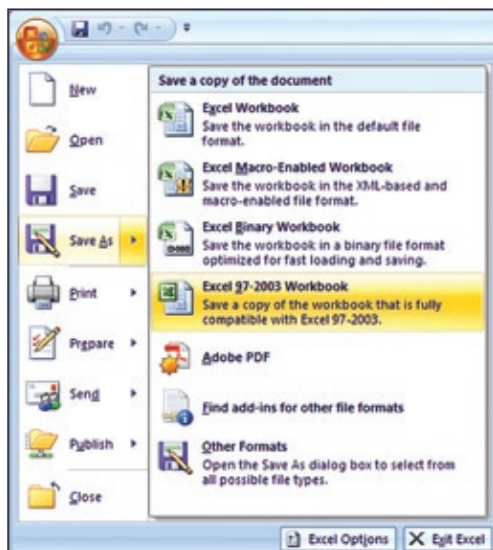 New
Open
Save
Save As
Print
Prepare
Send
Publish
Close
Save a copy of the document
Excel Workbook
Save the workbook in the default file
format.
Excel Macro-Enabled Workbook
Save the workbook in the XML-based and
macro-enabled file format.
Excel Binary Workbook
Save the workbook in a binary file format
optimized for fast loading and saving.
Excel 97-2003 Workbook
Save a copy of the workbook that is fully
compatible with Excel 97-2003.
Adobe PDF
Find add-ins for other file formats
Other Formats
Open the Save As dialog box to select from
all possible file types.
Excel Options
Exit Excel